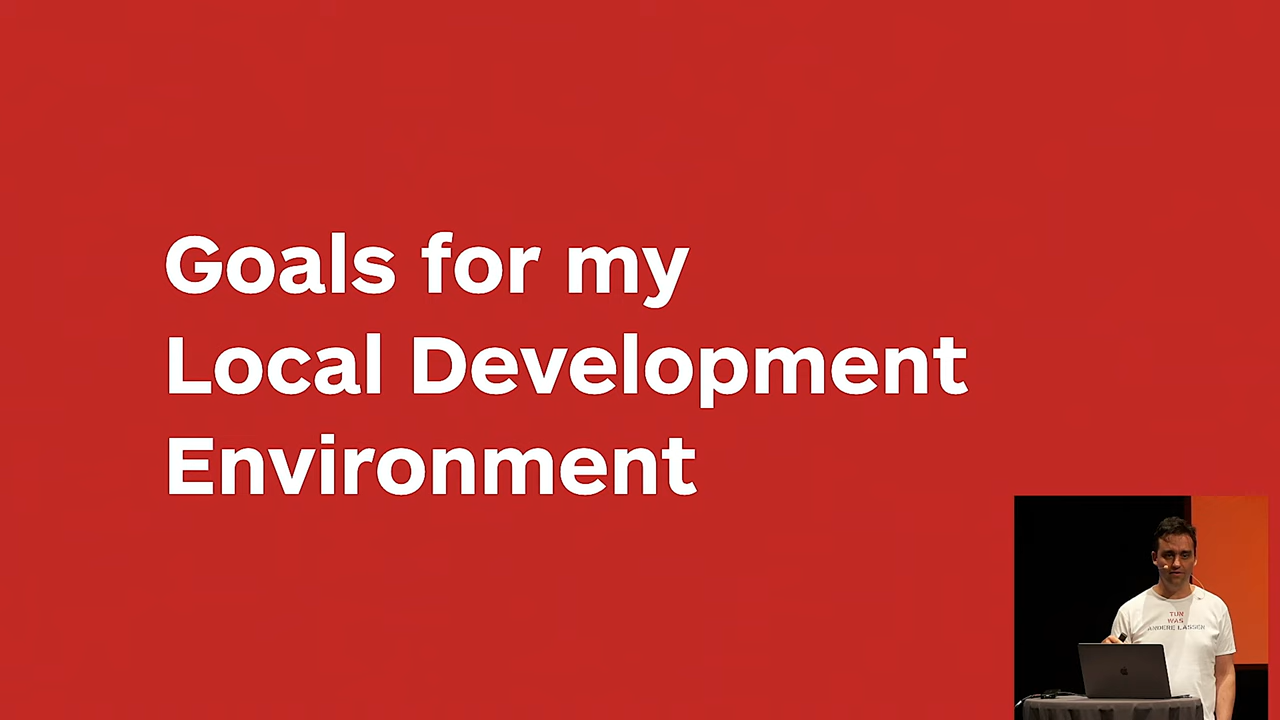 Goals for my
Local Development
Environment
TUN
WAS
ANDERE LASSEN